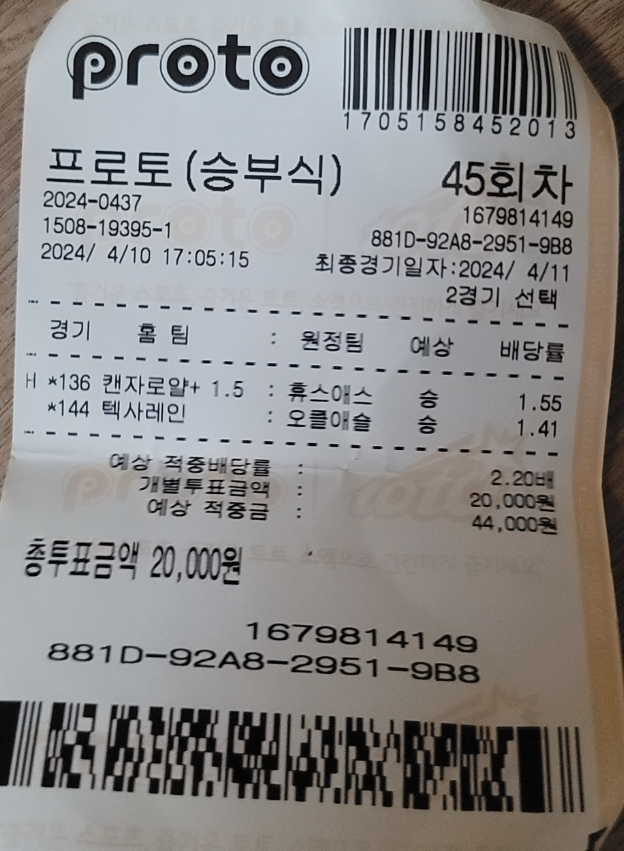 proto
1705158452013
프로토(승부식) 45회차
2024-0437 1679814149
1508-19395-1 881D-92A8-2951-9B8
2024/ 4/10 17:05:15 최종경기일자:2024/ 4/11
2경기 선택
경기 홈 팀 : 원정팀 예상 배당률
H *136 캔자로얄+ 1.5 : 휴스애스 승 1.55
*144 텍사레인 : 오클애슬 승 1.41
예상 적중배당률 : 2.20배
개별투표금액 : 20,000원
예상 적중금 : 44,000원
총투표금액 20,000원
1679814149
881D-92A8-2951-9B8